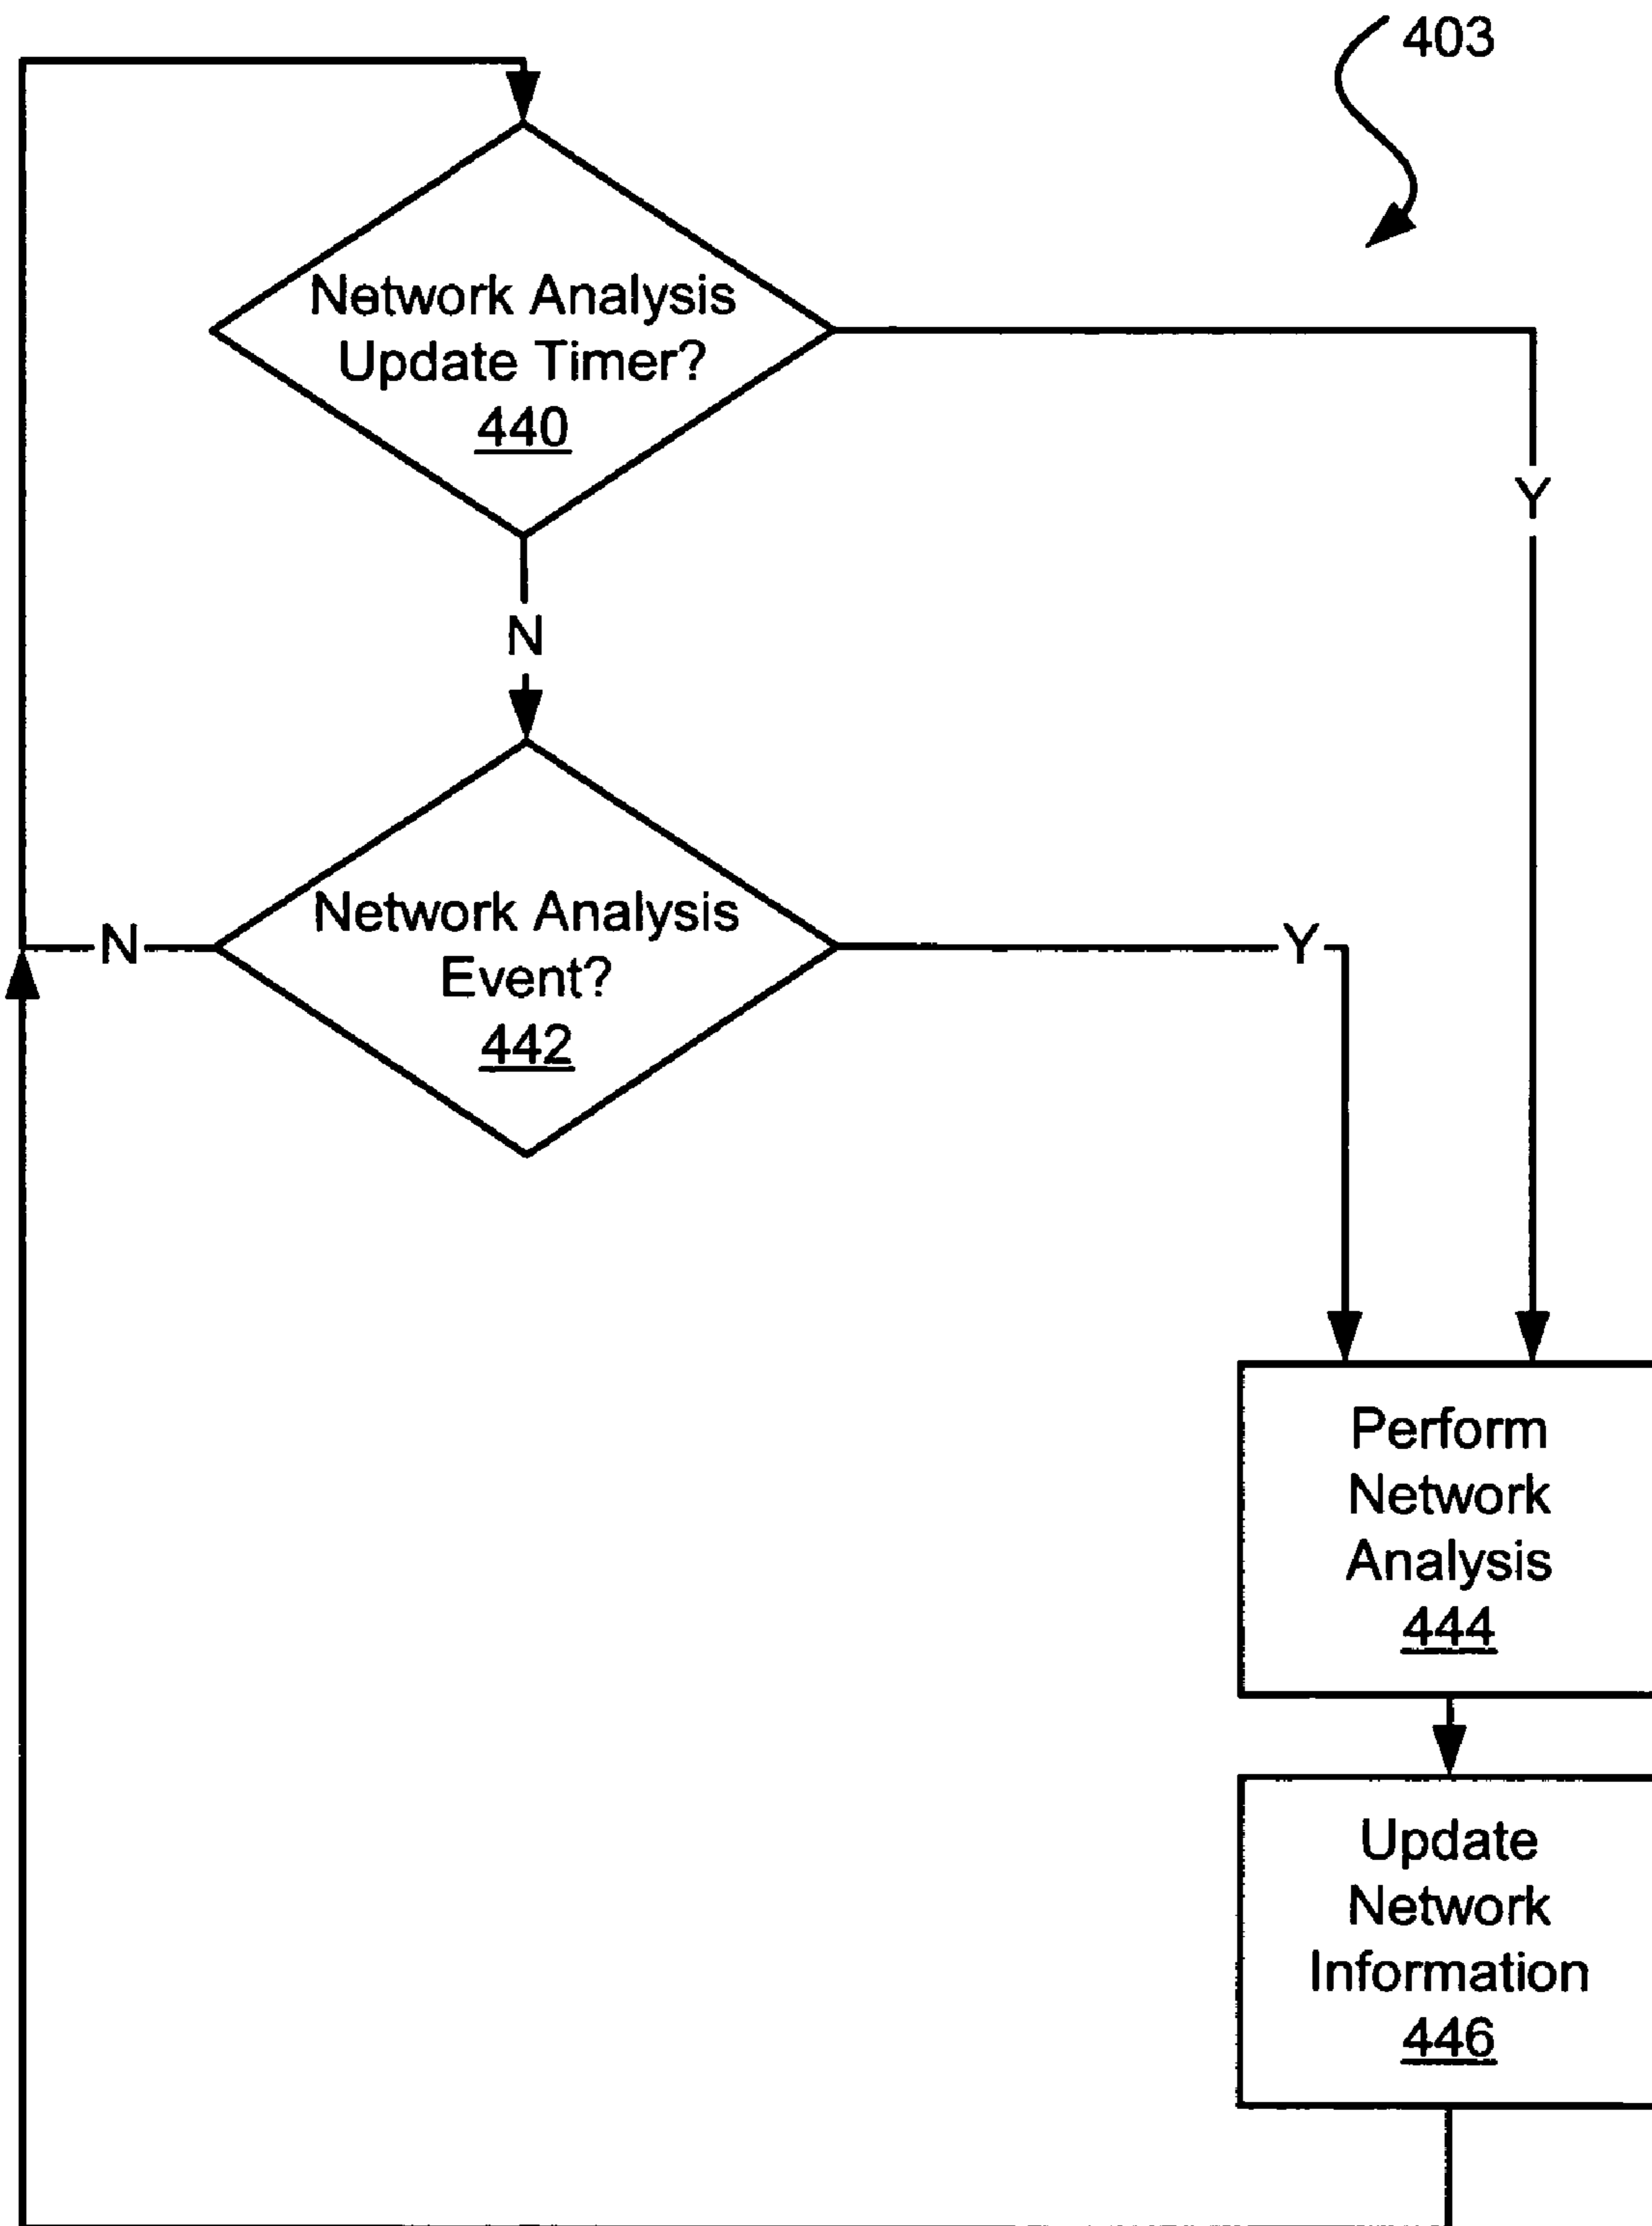 403
Network Analysis
Update Timer?
440
Y
N
Network Analysis
Event?
442
N
Y
Perform
Network
Analysis
444
Update
Network
Information
446